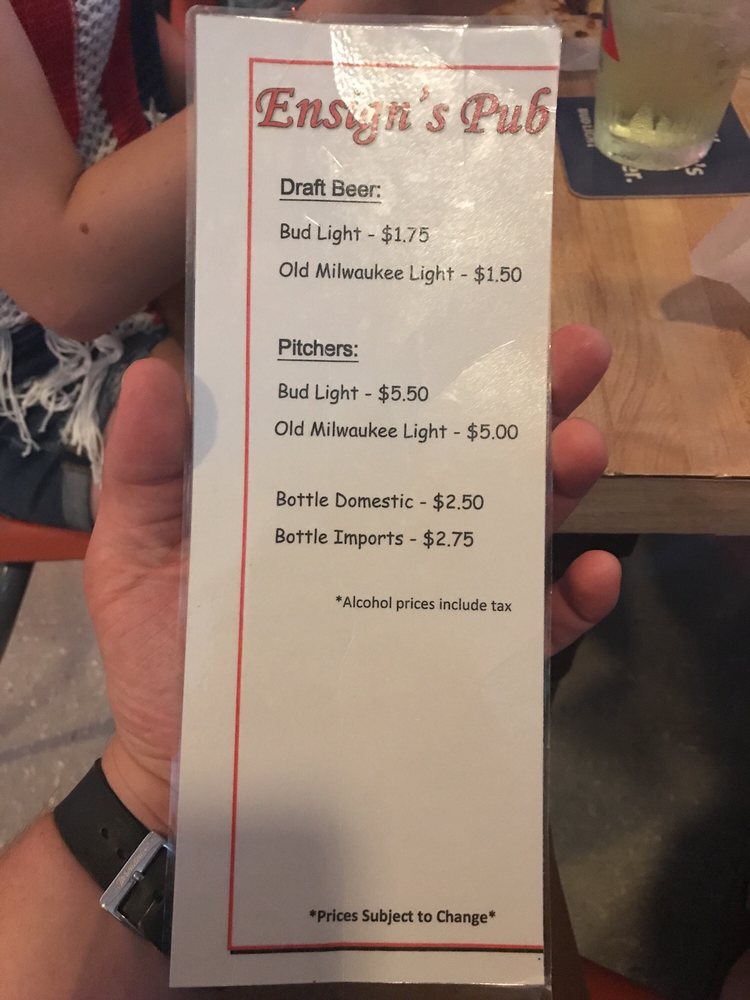 Ensign's Pub
Draft Beer:
Bud Light - $1.75
Old Milwaukee Light - $1.50
Pitchers:
Bud Light - $5.50
Old Milwaukee Light - $5.00
Bottle Domestic - $2.50
Bottle Imports - $2.75
*Alcohol prices include tax
*Prices Subject to Change*